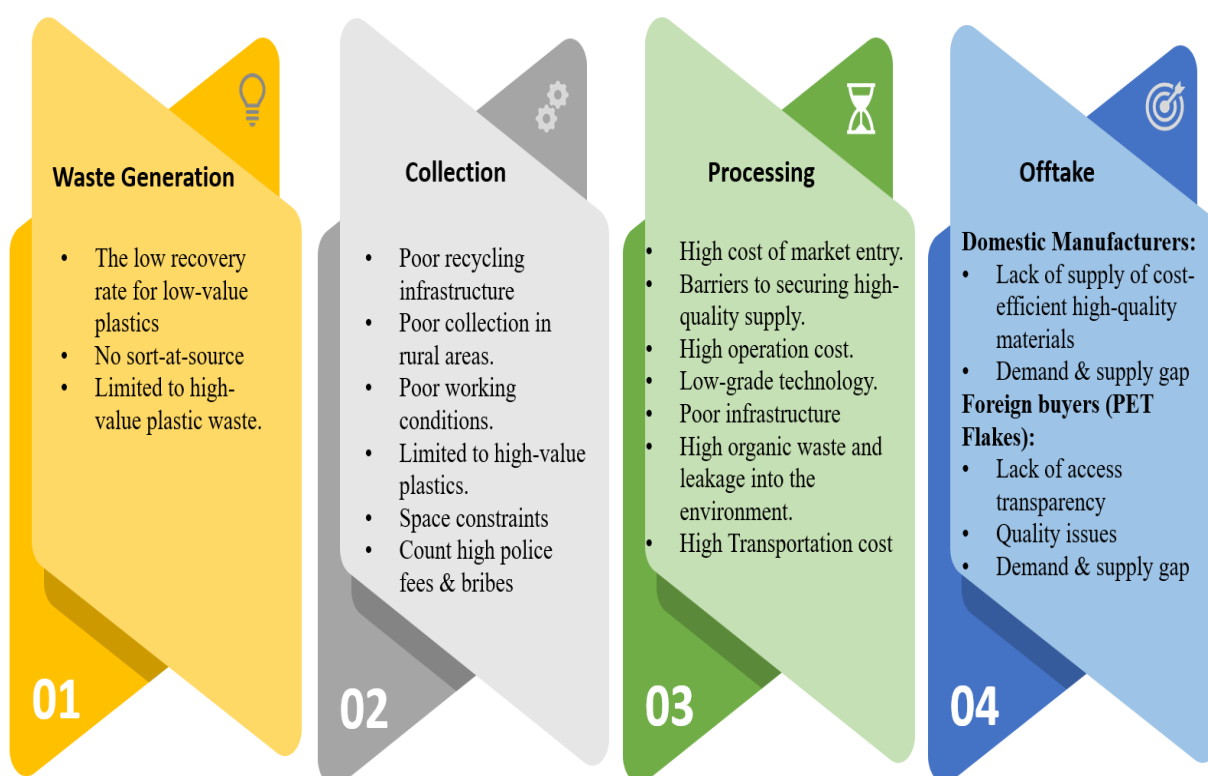 Waste Generation
• The low recovery
rate for low-value
plastics
• No sort-at-source
• Limited to high-
value plastic waste.
01
Collection
• Poor recycling
infrastructure
• Poor collection in
rural areas.
• Poor working
conditions.
• Limited to high-value
plastics.
• Space constraints
• Count high police
fees & bribes
02
Processing
• High cost of market entry.
• Barriers to securing high-
quality supply.
• High operation cost.
• Low-grade technology.
• Poor infrastructure
• High organic waste and
leakage into the
environment.
• High Transportation cost
03
Offtake
Domestic Manufacturers:
• Lack of supply of cost-
efficient high-quality
materials
• Demand & supply gap
Foreign buyers (PET
Flakes):
• Lack of access
transparency
• Quality issues
• Demand & supply gap
04